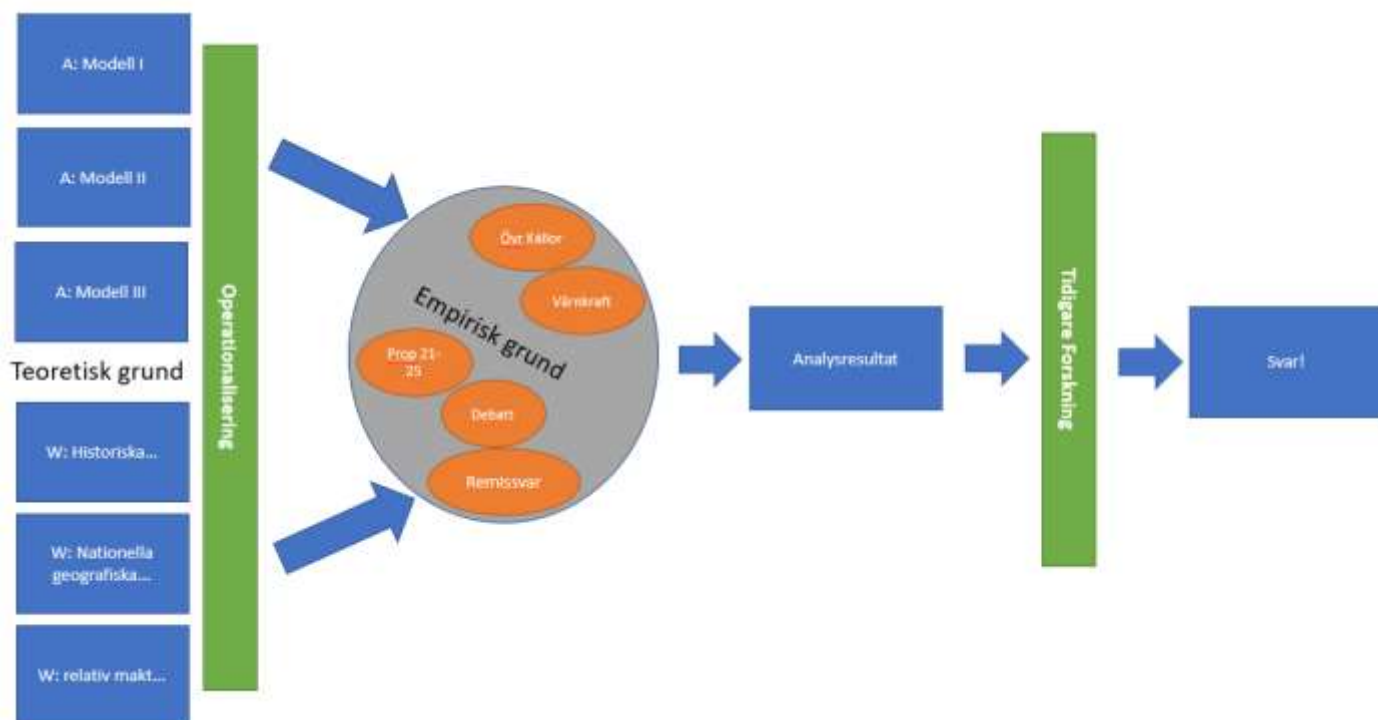 A: Modell I
A: Modell II
A: Modell III
Teoretisk grund
W: Historiska...
W: Nationella
geografiska...
W: relativ makt...
Operationalisering
Empirisk grund
Övr Källor
Värnkraft
Prop 21-
25
Debatt
Remissvar
Analysresultat
Tidigare Forskning
Svar!